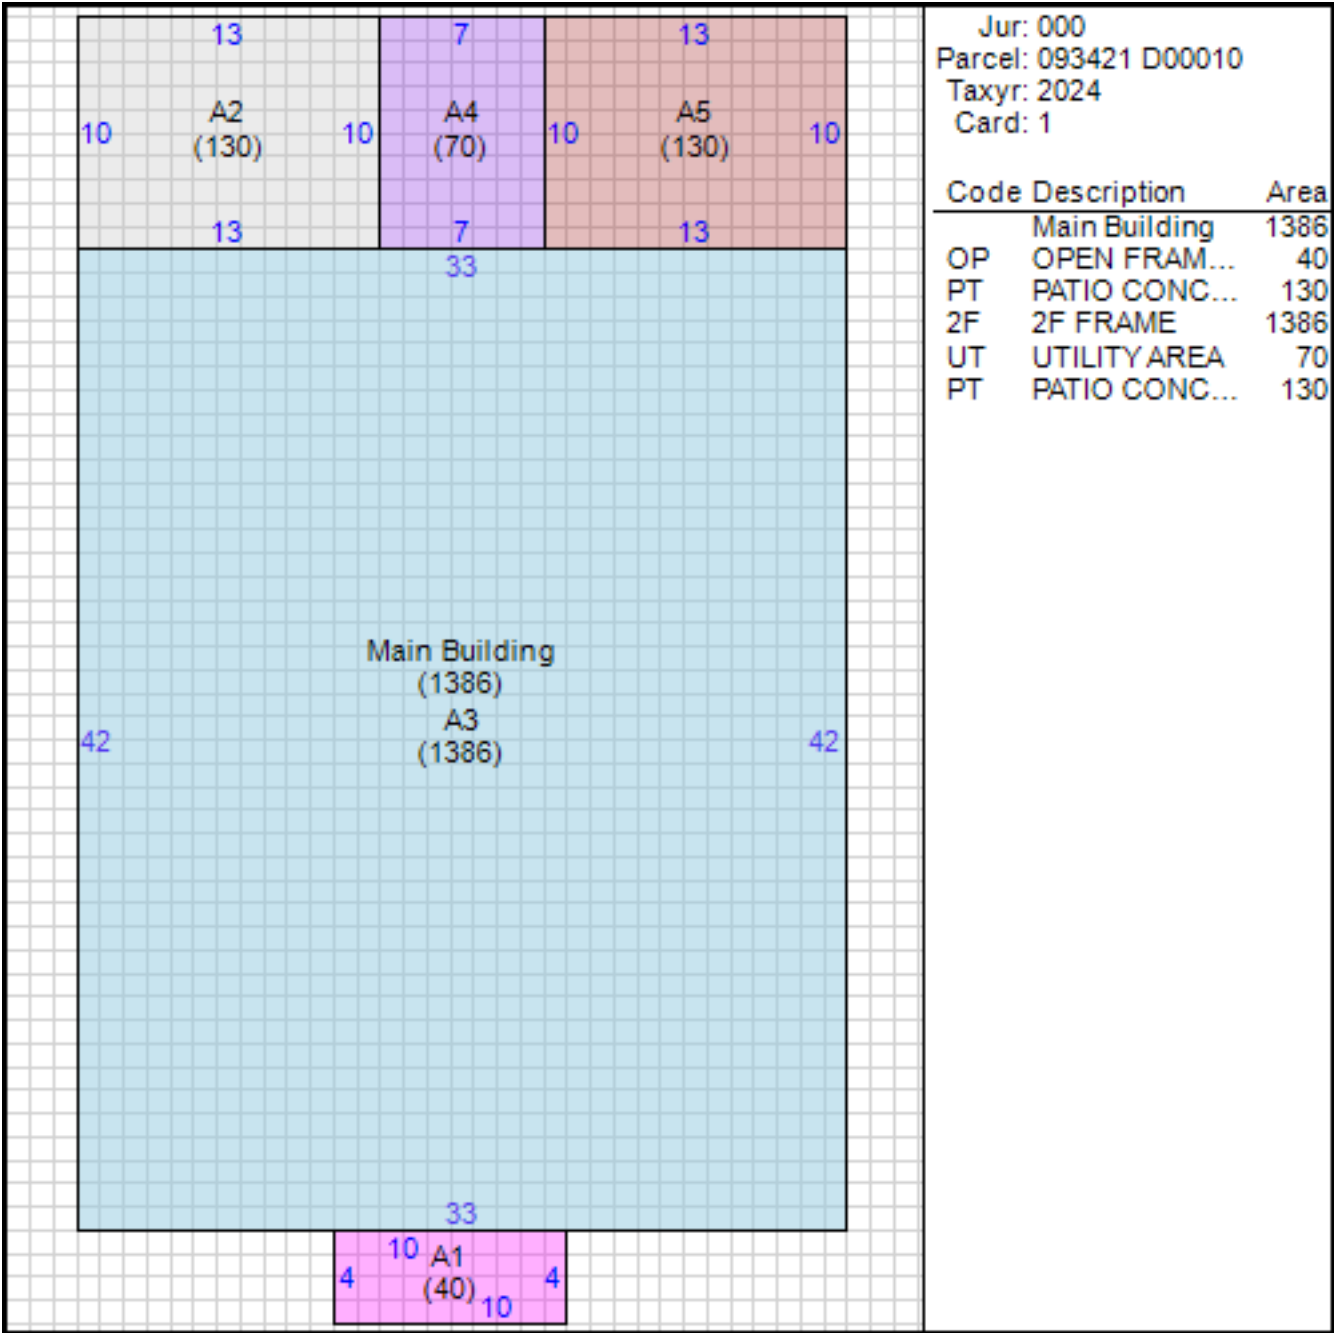 13 7 13
A2 A4 A5
10 10 10 10
(130) (70) (130)
13 7 13
33
Main Building
(1386)
A3
42 42
(1386)
33
10 A1
4 4
(40)
10
Jur: 000
Parcel: 093421 D00010
Taxyr: 2024
Card: 1
Code Description Area
Main Building 1386
OP OPEN FRAM... 40
PT PATIO CONC... 130
2F 2F FRAME 1386
UT UTILITY AREA 70
PT PATIO CONC... 130